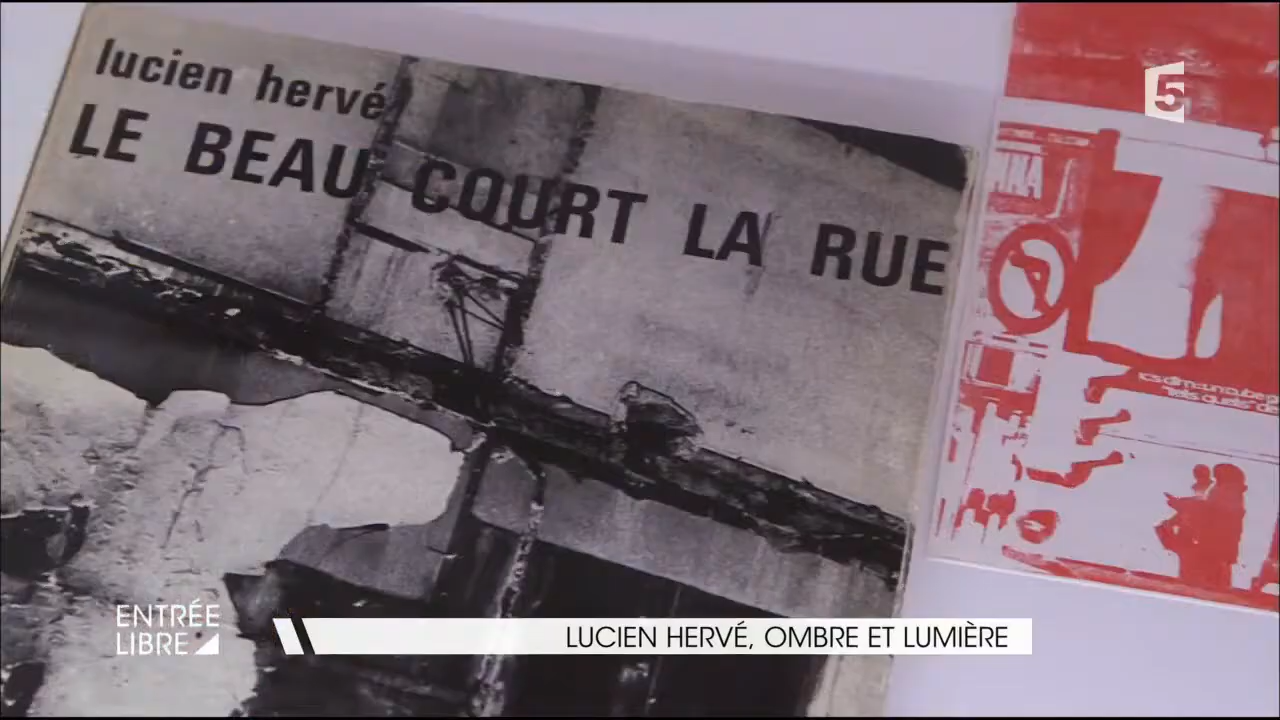 lucien hervé
LE BEAU COURT LA RUE
5
ENTRÉE
LIBRE
LUCIEN HERVÉ, OMBRE ET LUMIÈRE